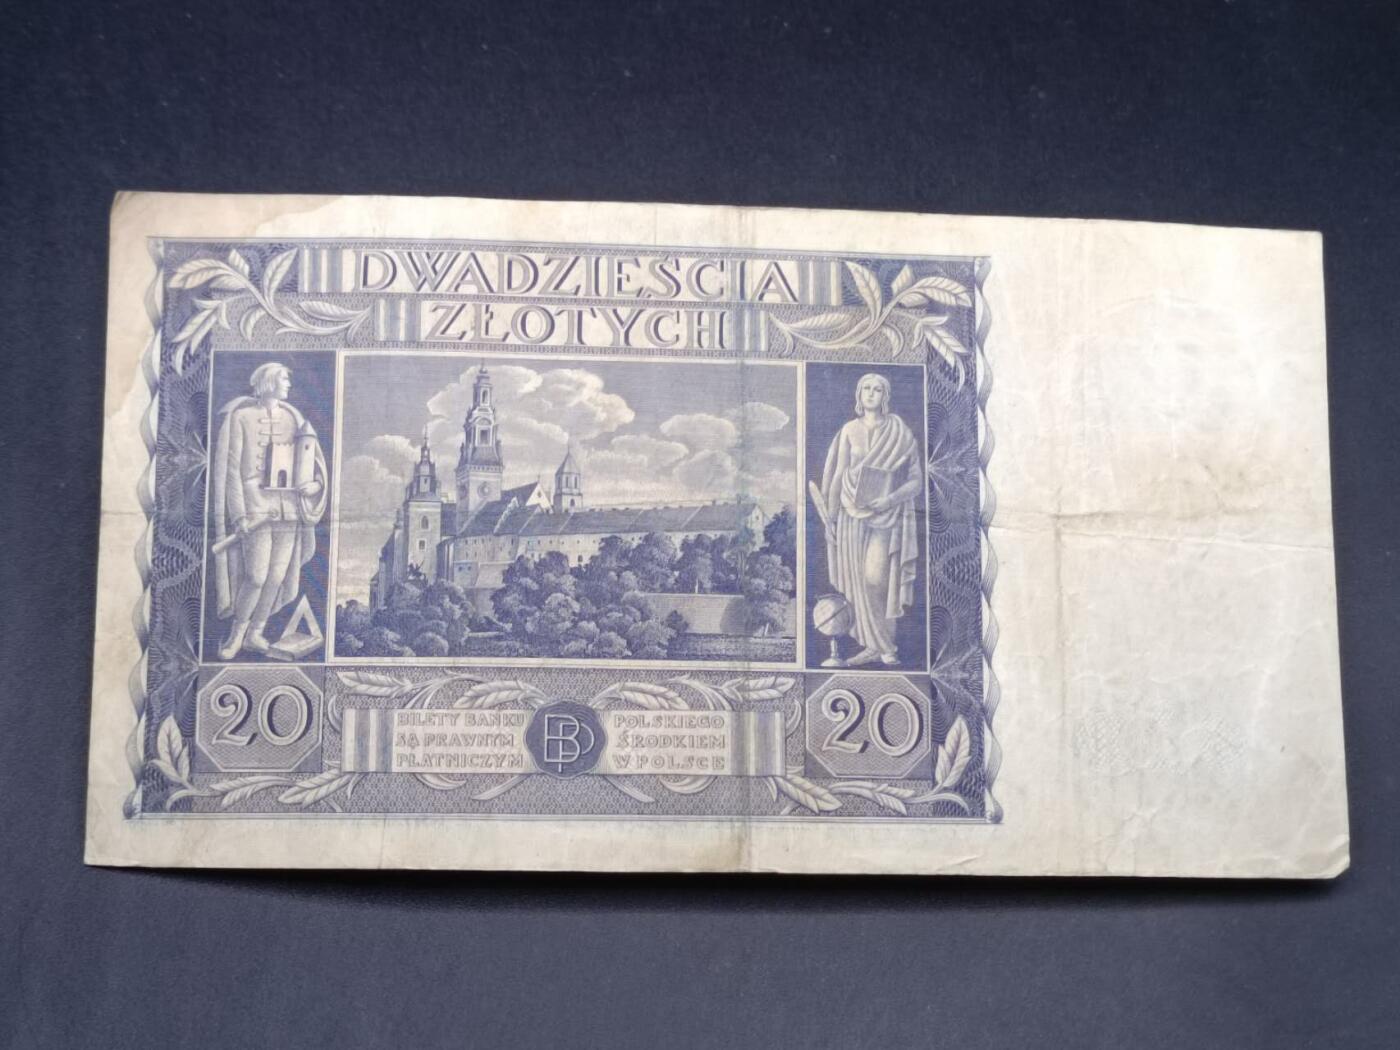 DWADZIEŚCIA
ZŁOTYCH
20
BILETY BANKU BP POLSKIEGO
SĄ PRAWNYM ŚRODKIEM
PŁATNICZYM W POLSCE
20